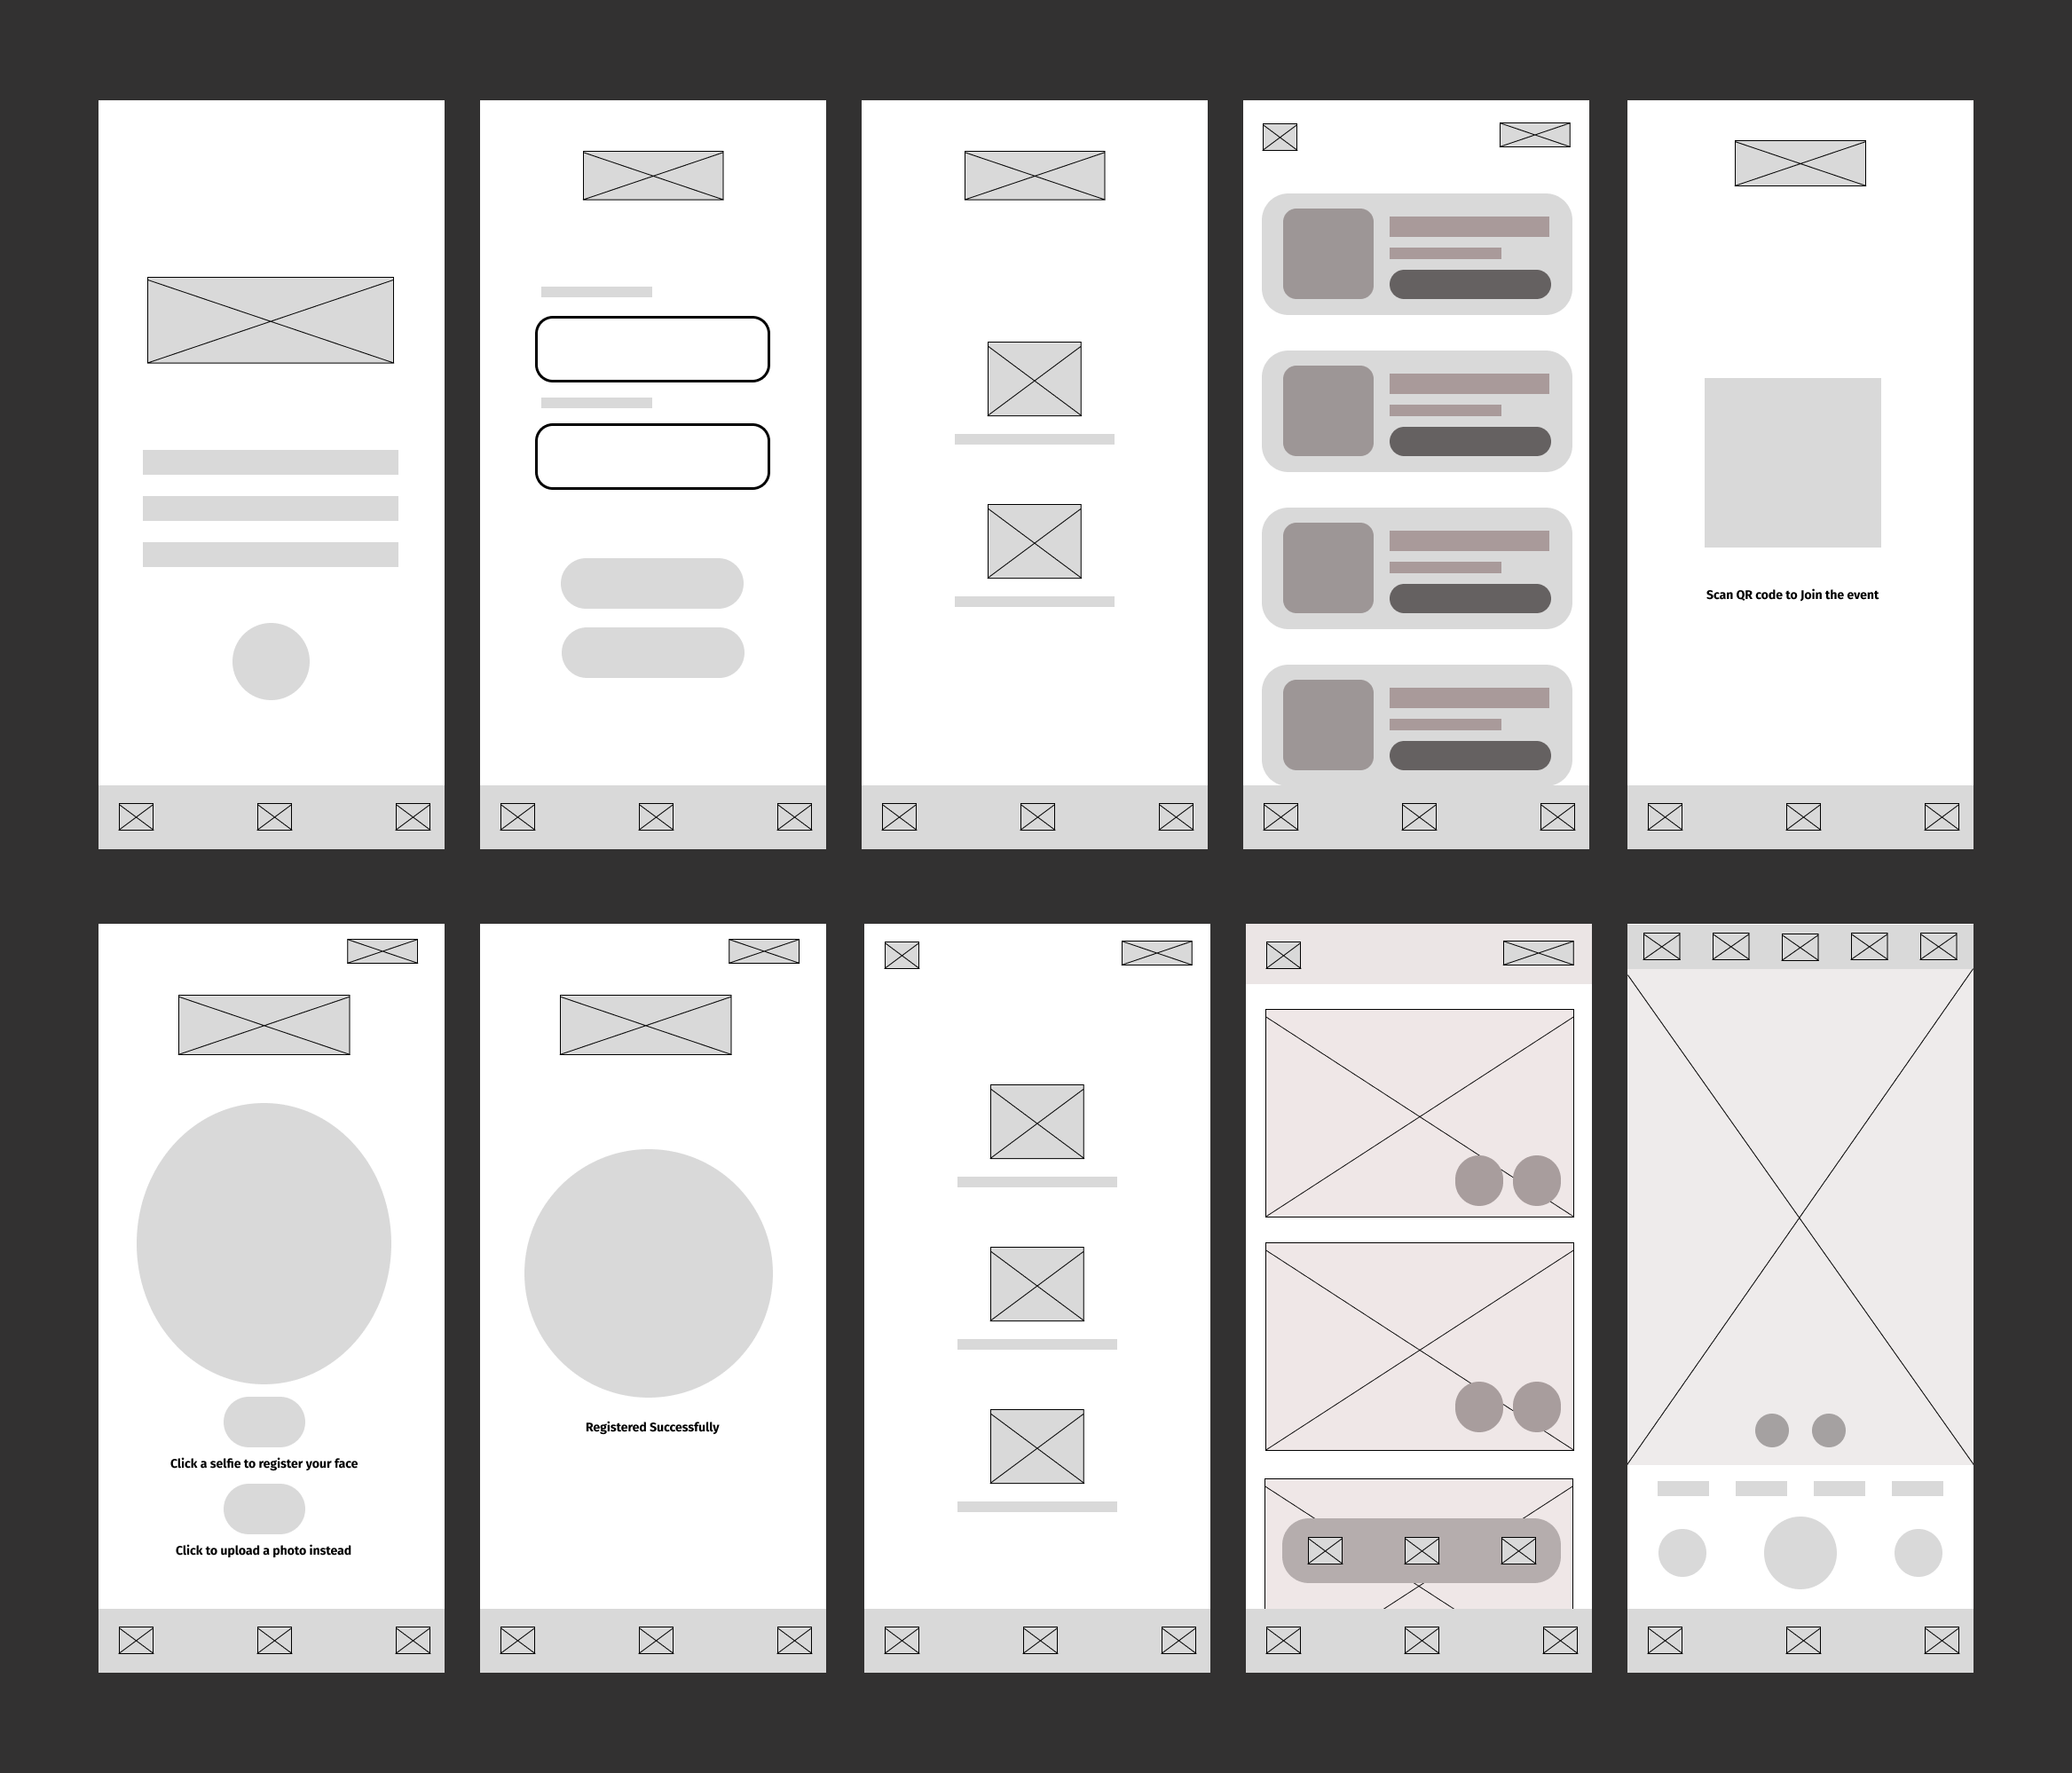 Scan QR code to Join the event
Click a selfie to register your face
Click to upload a photo instead
Registered Successfully